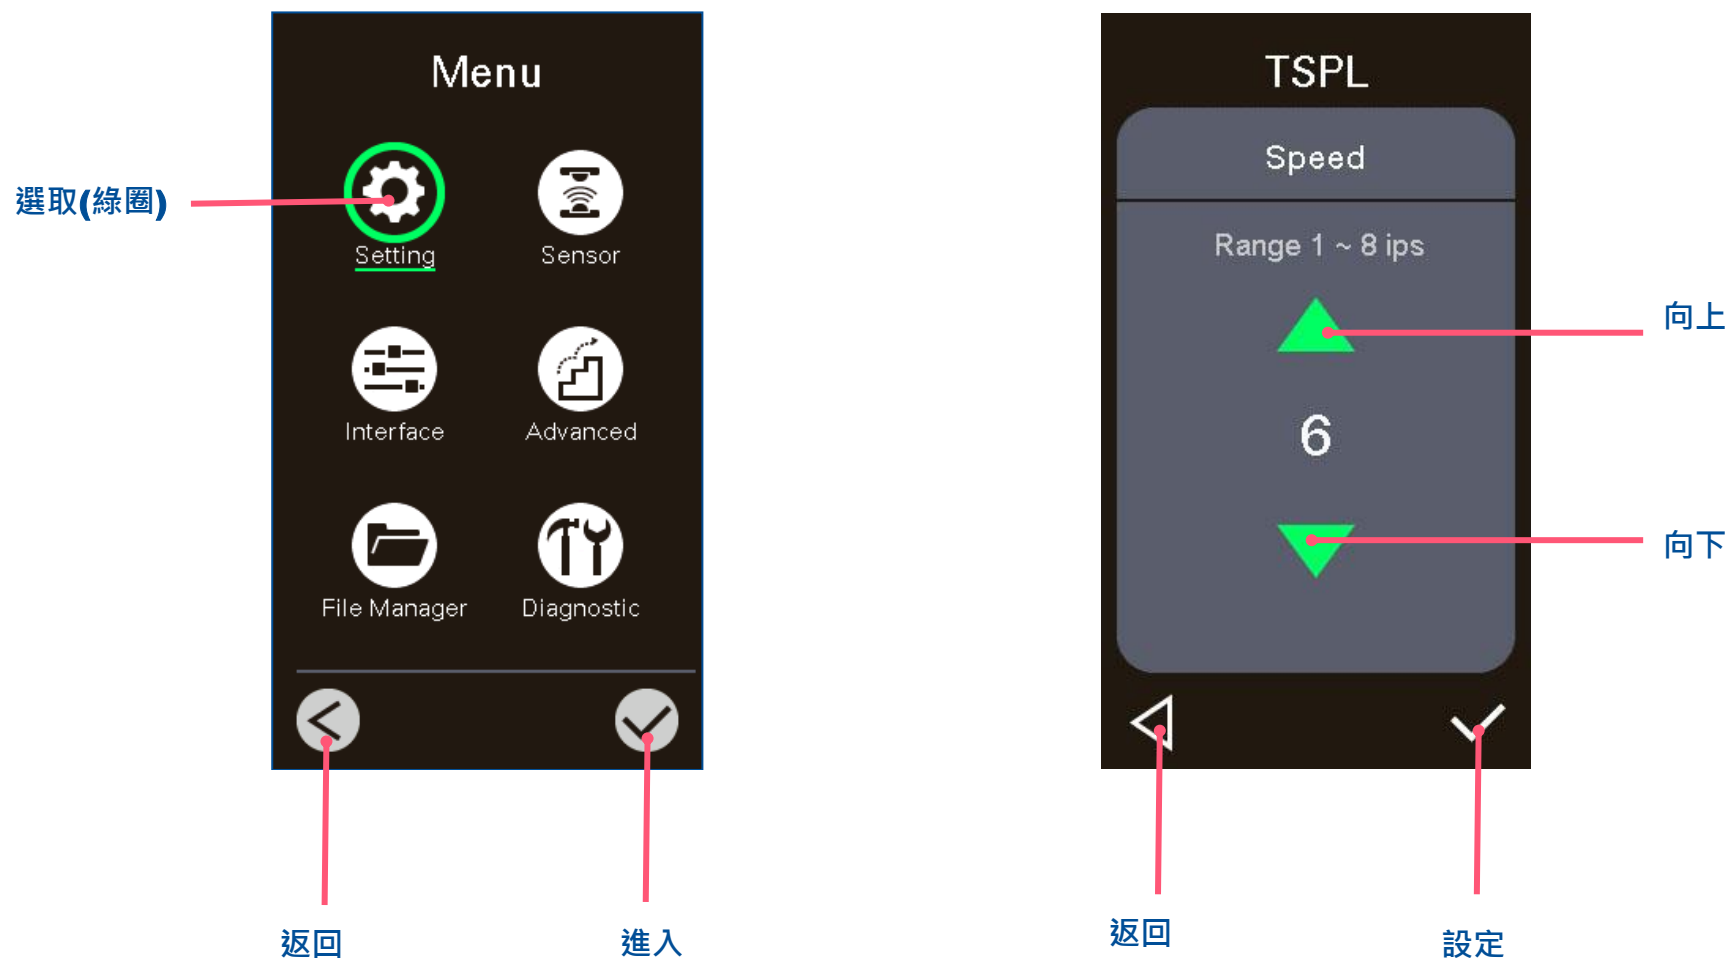 Menu
選取(綠圈)
Setting
Sensor
Interface
Advanced
File Manager
Diagnostic
返回
進入
TSPL
Speed
Range 1 ~ 8 ips
向上
6
向下
返回
設定